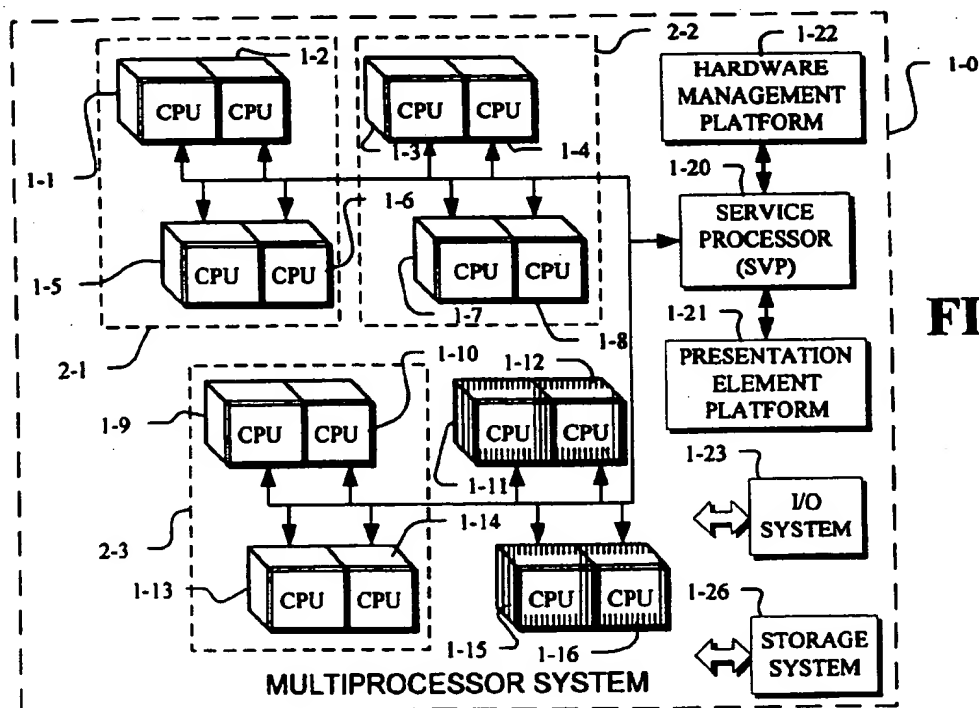 1-2
2-2
1-22
1-0
CPU CPU
CPU CPU
HARDWARE
MANAGEMENT
PLATFORM
1-1
1-3
1-4
1-20
1-6
CPU CPU
CPU CPU
SERVICE
PROCESSOR
(SVP)
1-5
1-7
1-8
1-21
FI
2-1
1-10
1-12
PRESENTATION
ELEMENT
PLATFORM
1-9
CPU CPU
CPU CPU
1-11
1-23
I/O
SYSTEM
2-3
1-14
1-13
CPU CPU
CPU CPU
1-26
1-15
1-16
STORAGE
SYSTEM
MULTIPROCESSOR SYSTEM